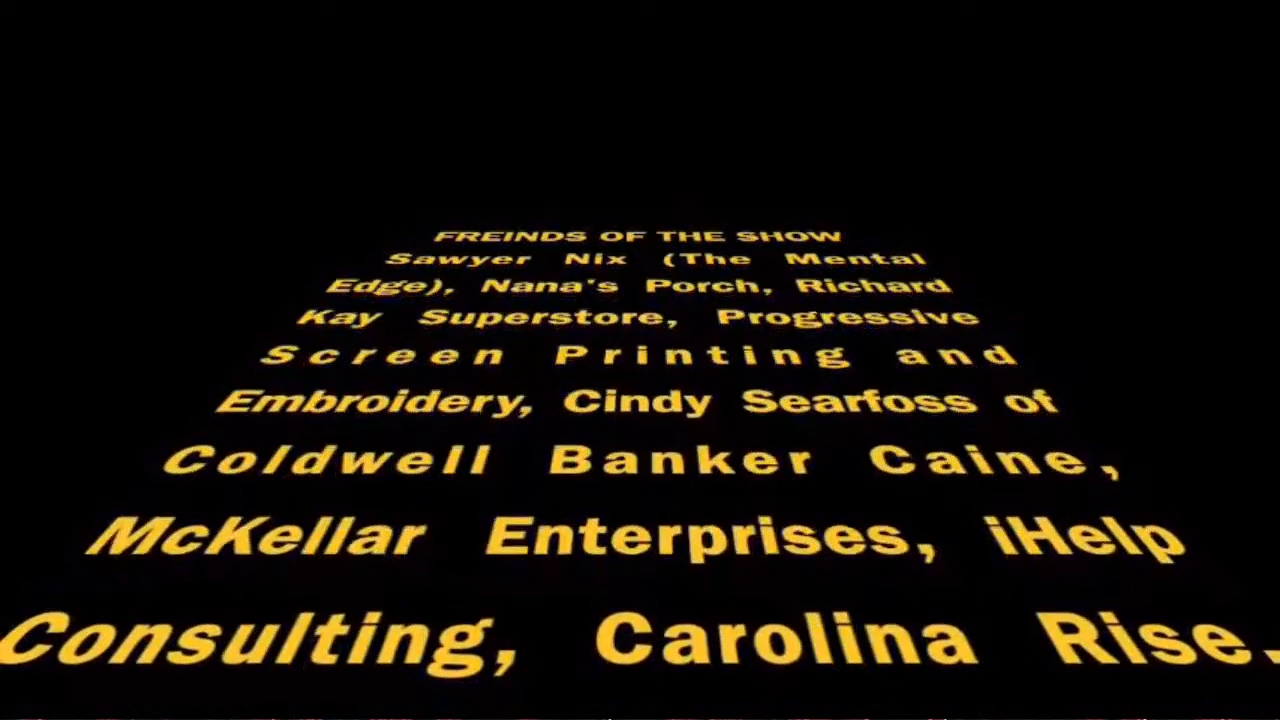 FREINDS OF THE SHOW
Sawyer Nix (The Mental
Edge), Nana's Porch, Richard
Kay Superstore, Progressive
Screen Printing and
Embroidery, Cindy Searfoss of
Coldwell Banker Caine,
McKellar Enterprises, iHelp
Consulting, Carolina Rise.